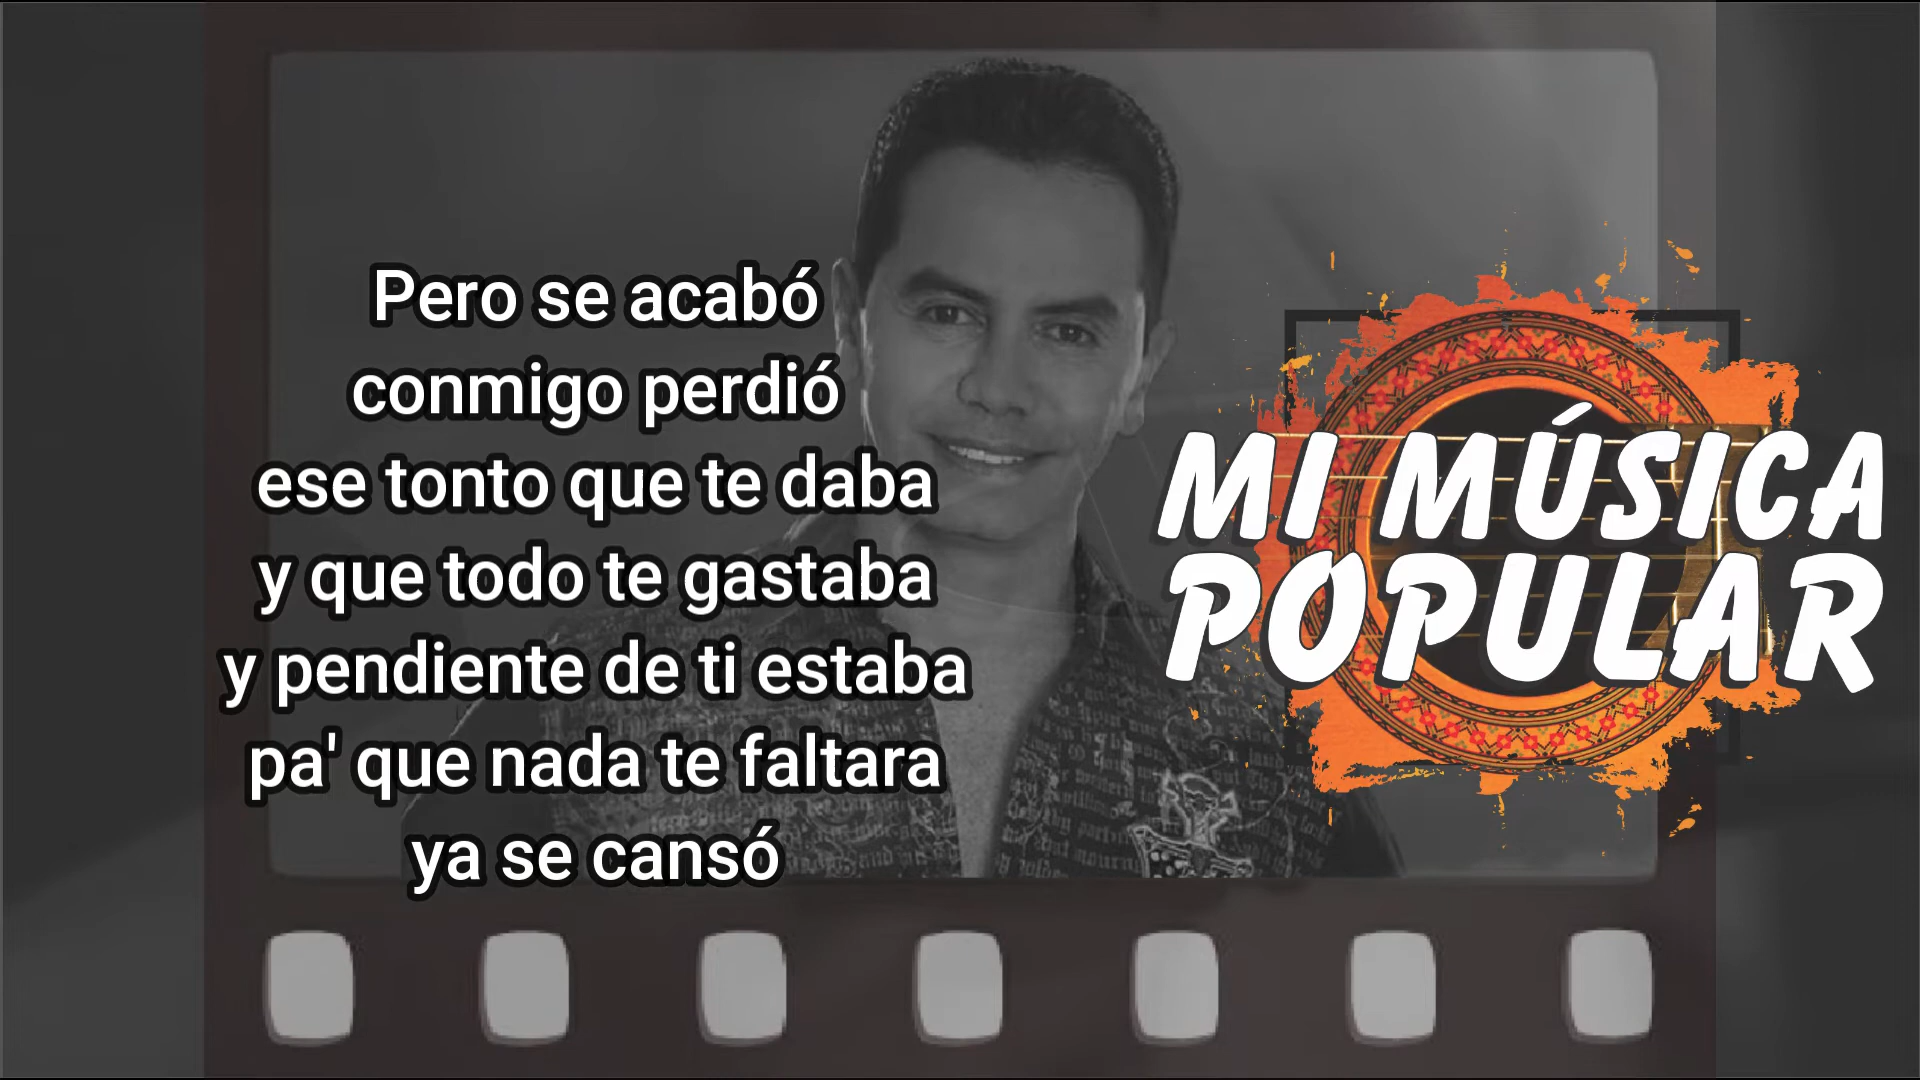 Pero se acabó
conmigo perdió
ese tonto que te daba
y que todo te gastaba
y pendiente de ti estaba
pa' que nada te faltara
ya se cansó
MI MÚSICA
POPULAR